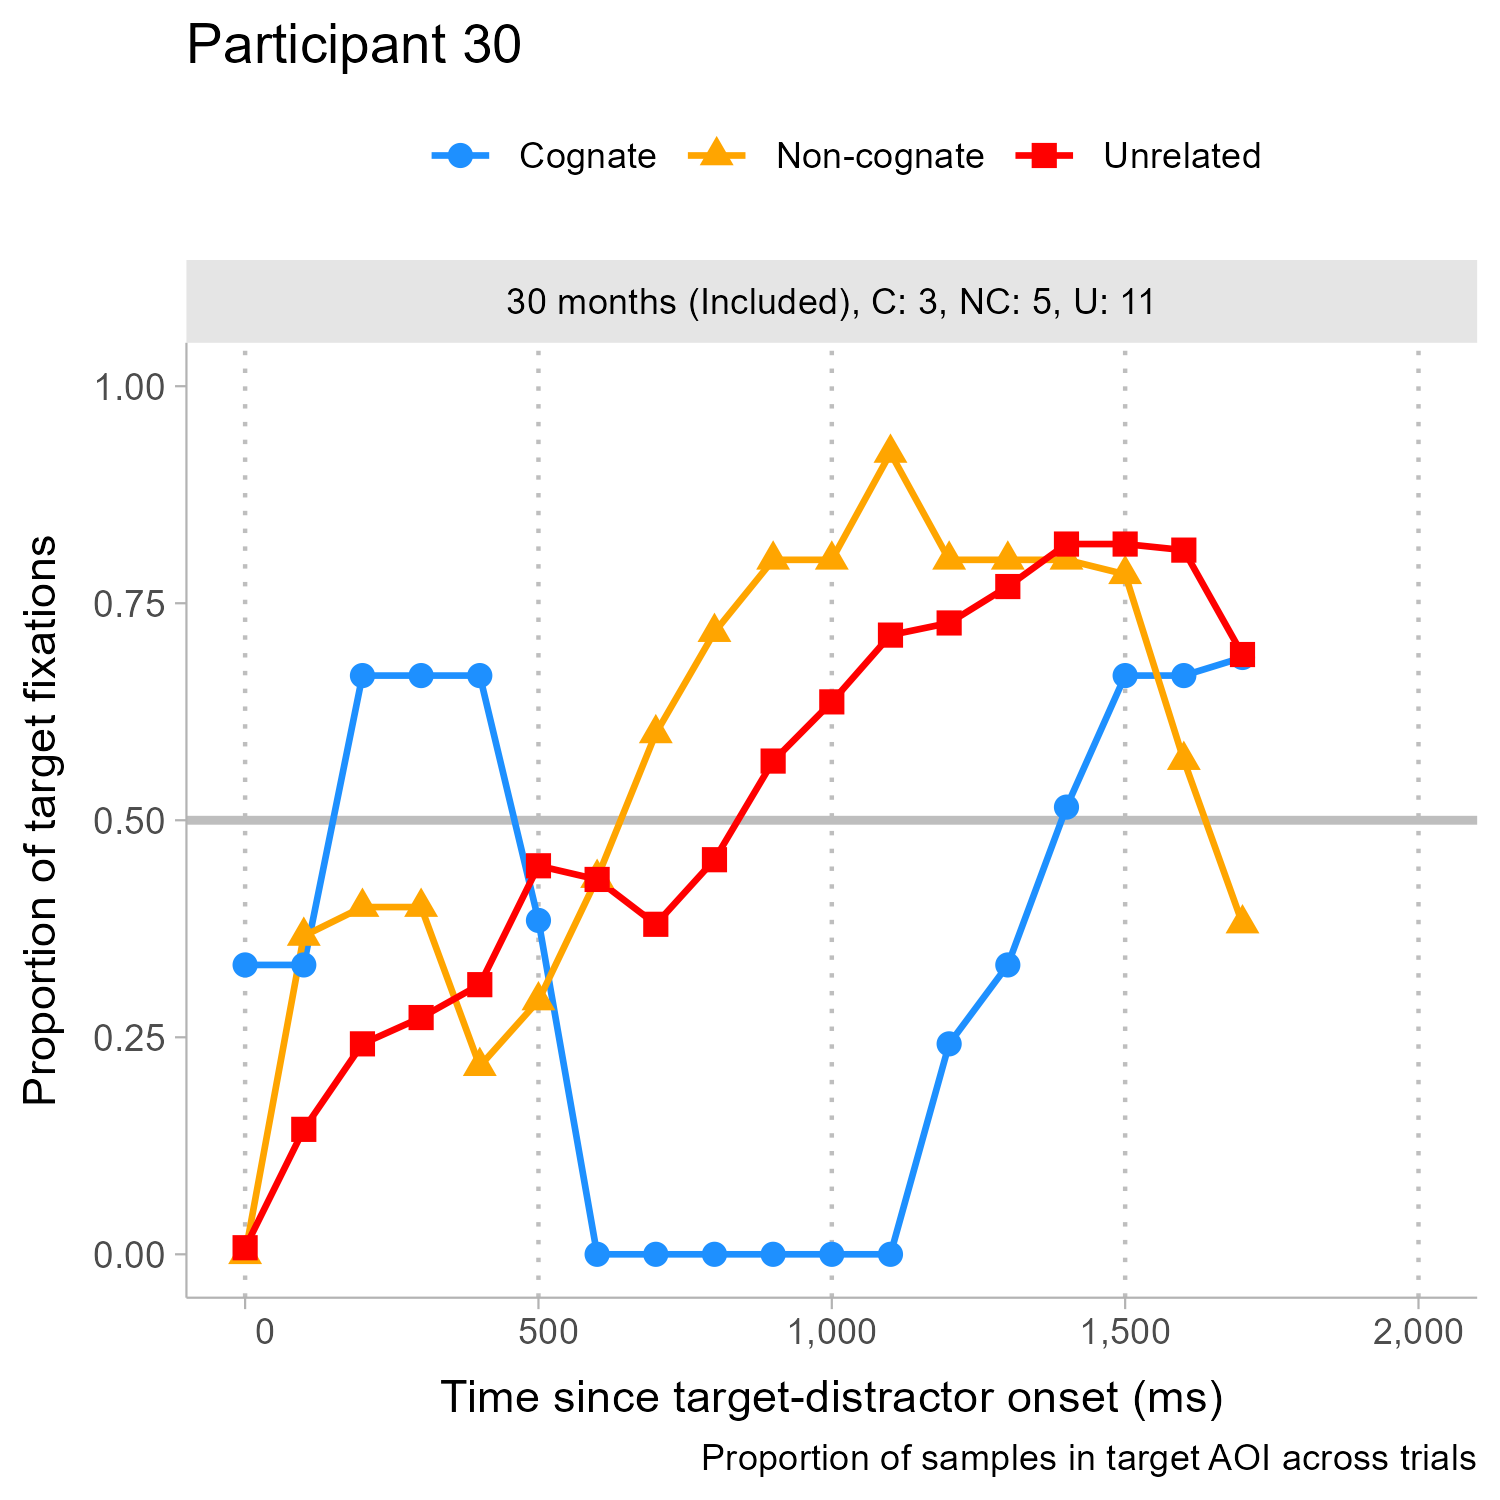 Participant 30
Cognate Non-cognate Unrelated
30 months (Included), C: 3, NC: 5, U: 11
1.00
0.75
0.50
0.25
0.00
Proportion of target fixations
0 500 1,000 1,500 2,000
Time since target-distractor onset (ms)
Proportion of samples in target AOI across trials